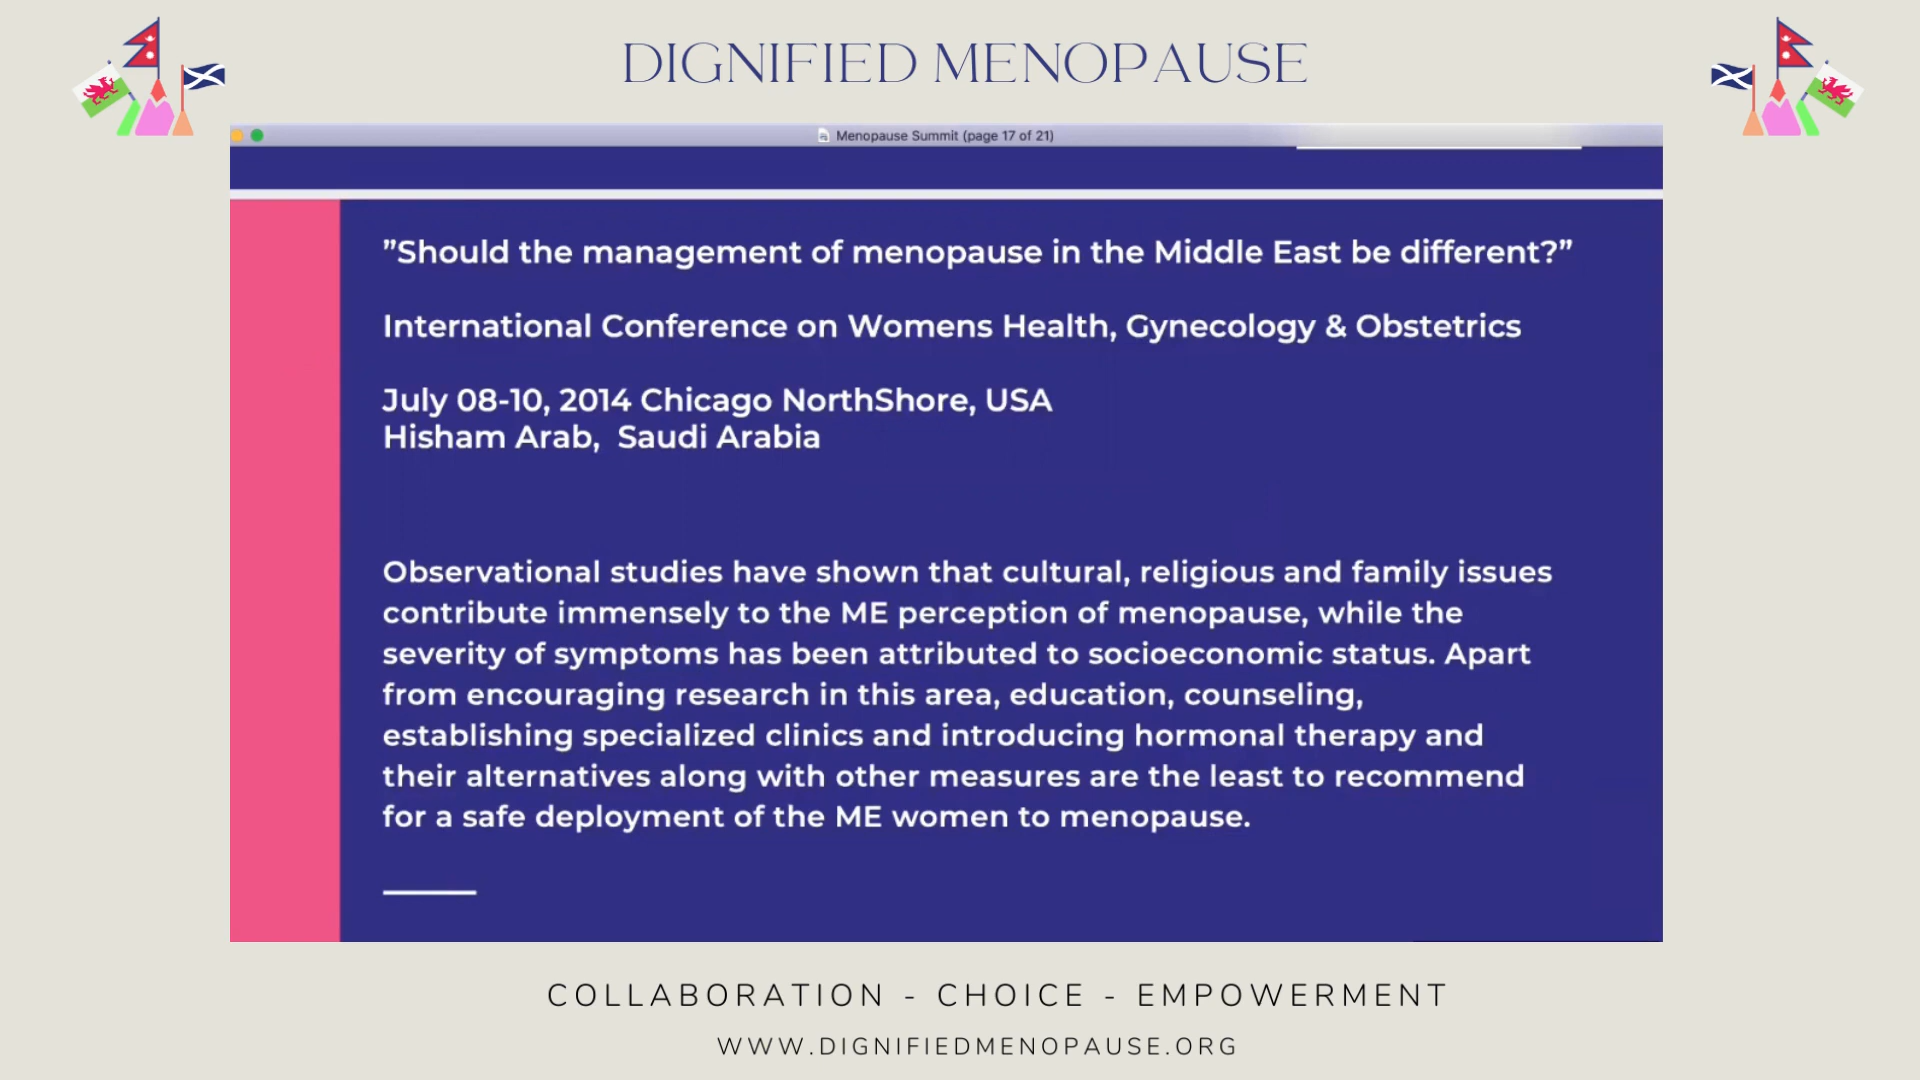 DIGNIFIED MENOPAUSE
Menopause Summit (page 17 of 21)
”Should the management of menopause in the Middle East be different?”
International Conference on Womens Health, Gynecology & Obstetrics
July 08-10, 2014 Chicago NorthShore, USA
Hisham Arab, Saudi Arabia
Observational studies have shown that cultural, religious and family issues
contribute immensely to the ME perception of menopause, while the
severity of symptoms has been attributed to socioeconomic status. Apart
from encouraging research in this area, education, counseling,
establishing specialized clinics and introducing hormonal therapy and
their alternatives along with other measures are the least to recommend
for a safe deployment of the ME women to menopause.
COLLABORATION - CHOICE - EMPOWERMENT
WWW.DIGNIFIEDMENOPAUSE.ORG